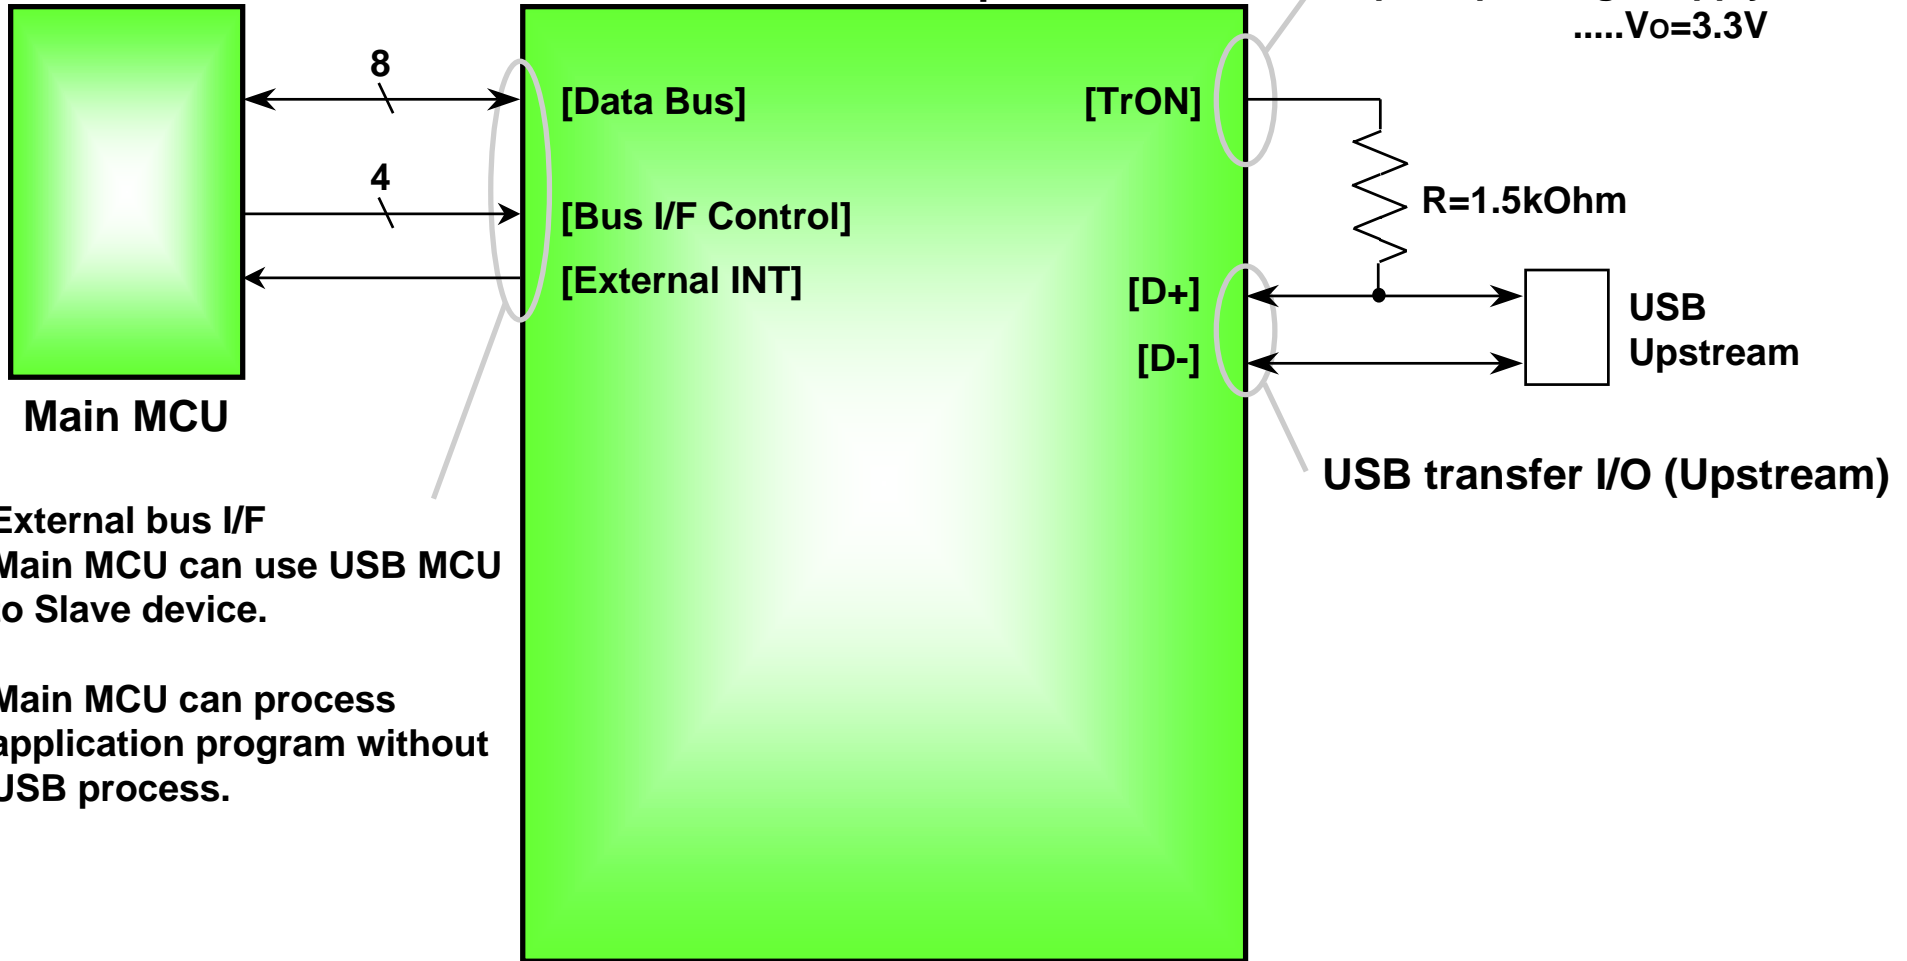 .....Vo=3.3V
8
[Data Bus]
[TrON]
4
R=1.5kOhm
[Bus I/F Control]
[External INT]
[D+]
USB
Upstream
[D-]
Main MCU
USB transfer I/O (Upstream)
External bus I/F
Main MCU can use USB MCU
to Slave device.
Main MCU can process
application program without
USB process.